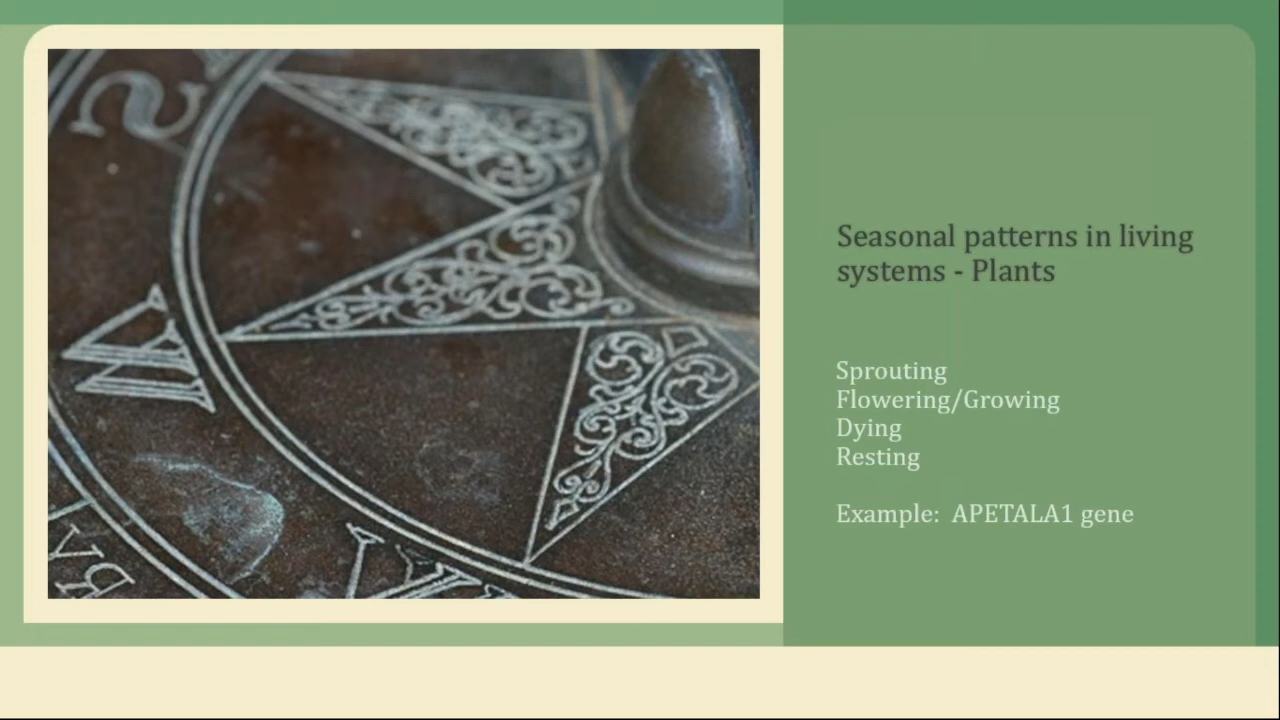 Seasonal patterns in living
systems - Plants
Sprouting
Flowering/Growing
Dying
Resting
Example: APETALA1 gene